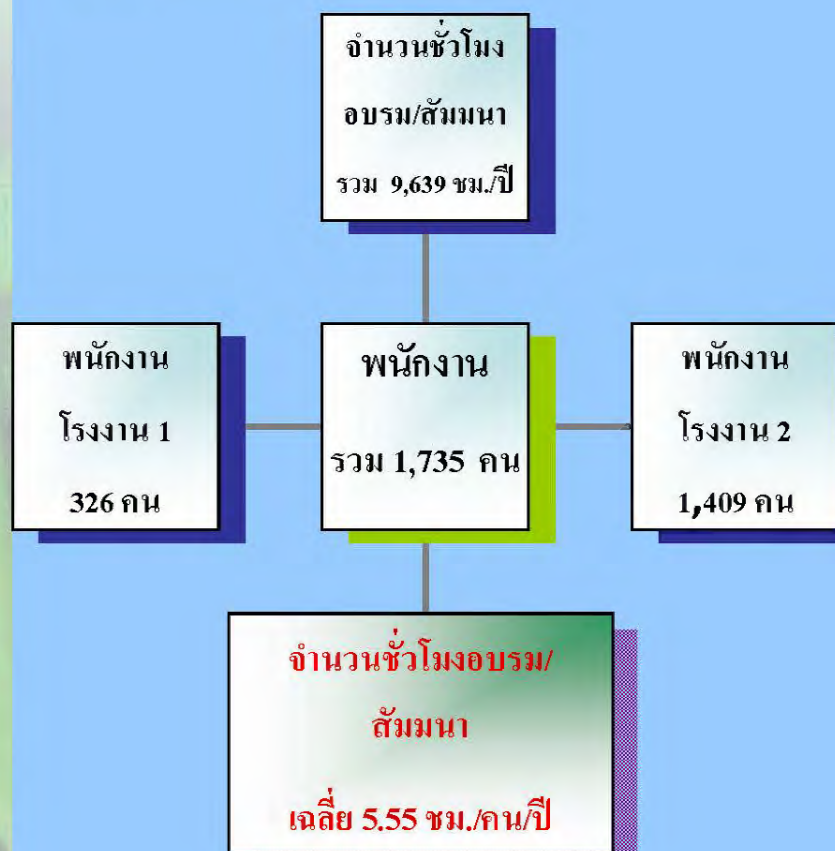 จำนวนชั่วโมง
อบรม/สัมมนา
รวม 9,639 ชม./ปี
พนักงาน
โรงงาน 1
326 คน
พนักงาน
รวม 1,735 คน
พนักงาน
โรงงาน 2
1,409 คน
จำนวนชั่วโมงอบรม/
สัมมนา
เฉลี่ย 5.55 ชม./คน/ปี